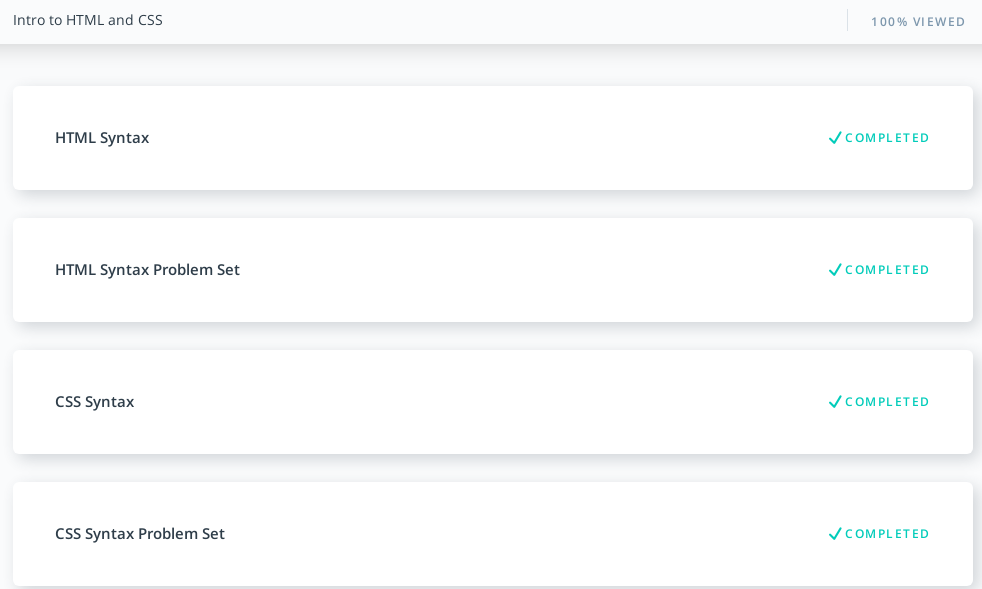 Intro to HTML and CSS
100% VIEWED
HTML Syntax
COMPLETED
HTML Syntax Problem Set
COMPLETED
CSS Syntax
COMPLETED
CSS Syntax Problem Set
COMPLETED